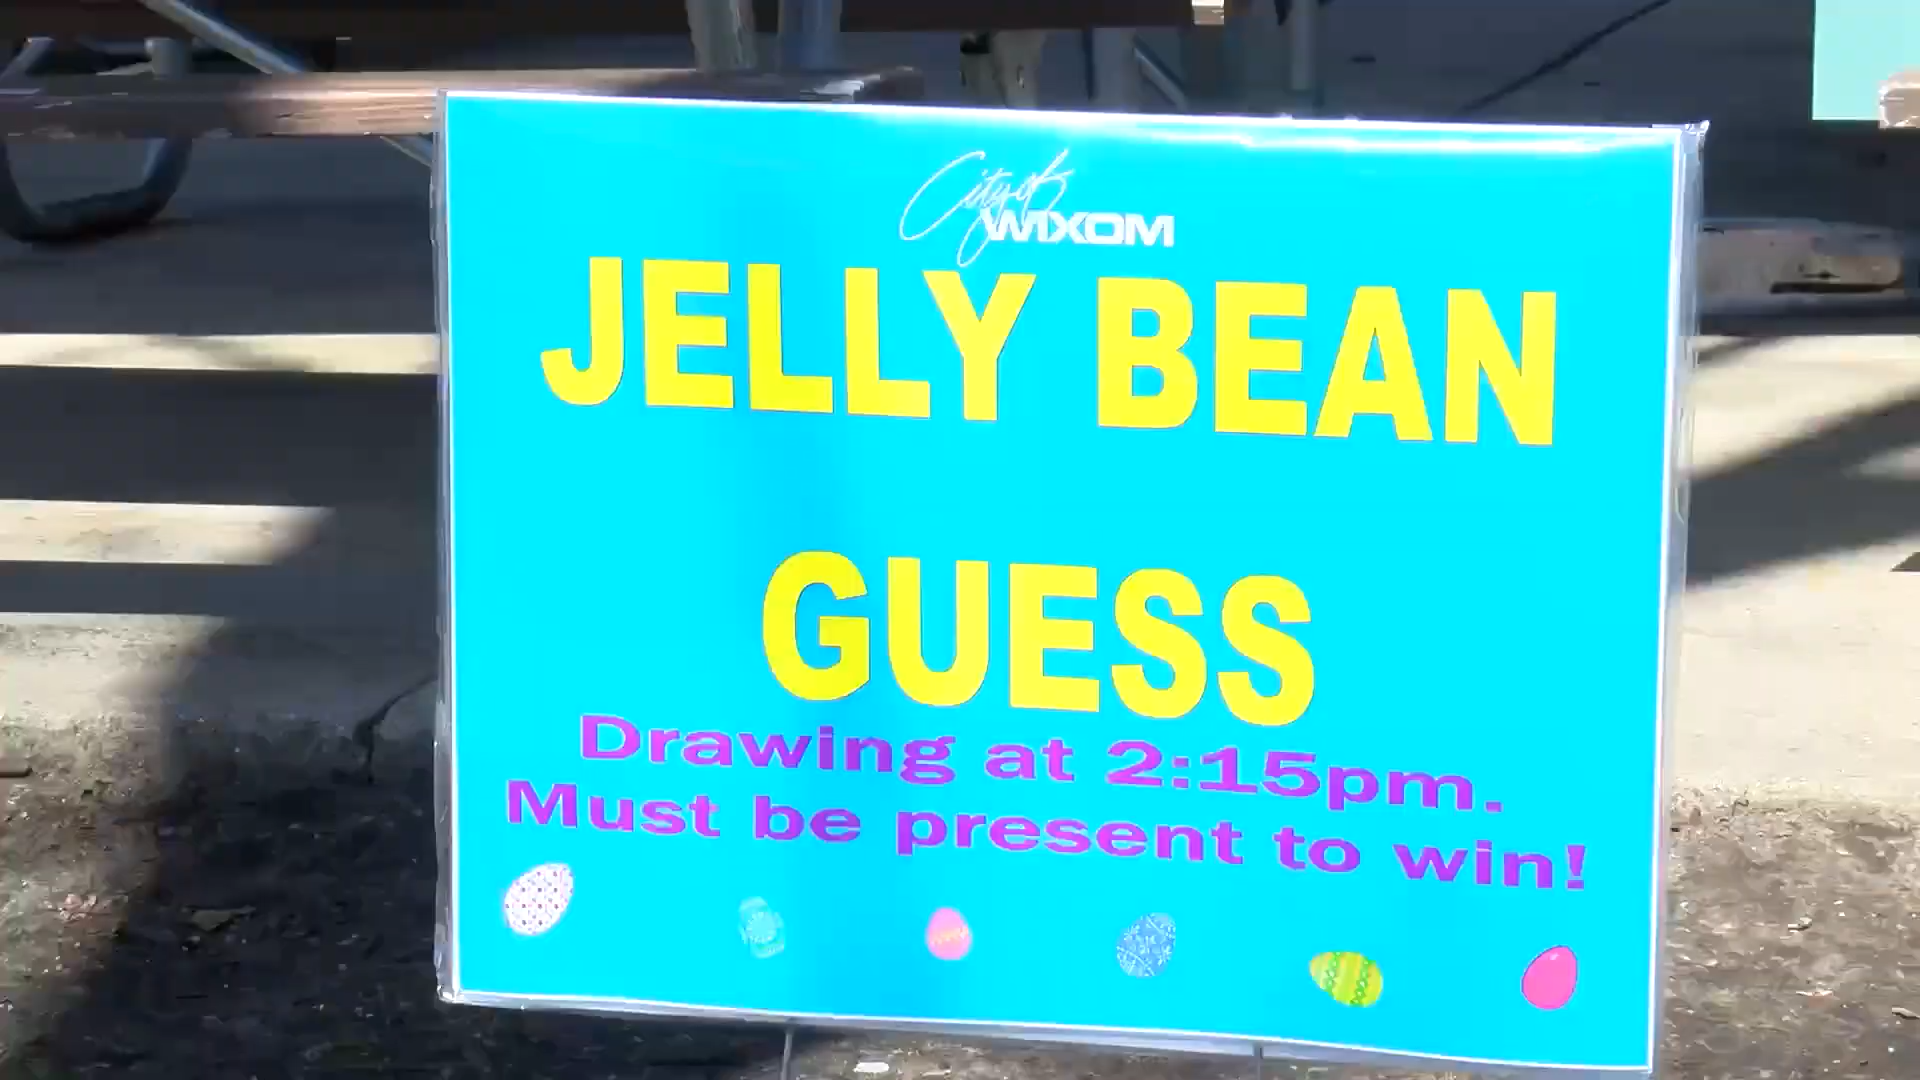 City of
WIXOM
JELLY BEAN
GUESS
Drawing at 2:15pm.
Must be present to win!